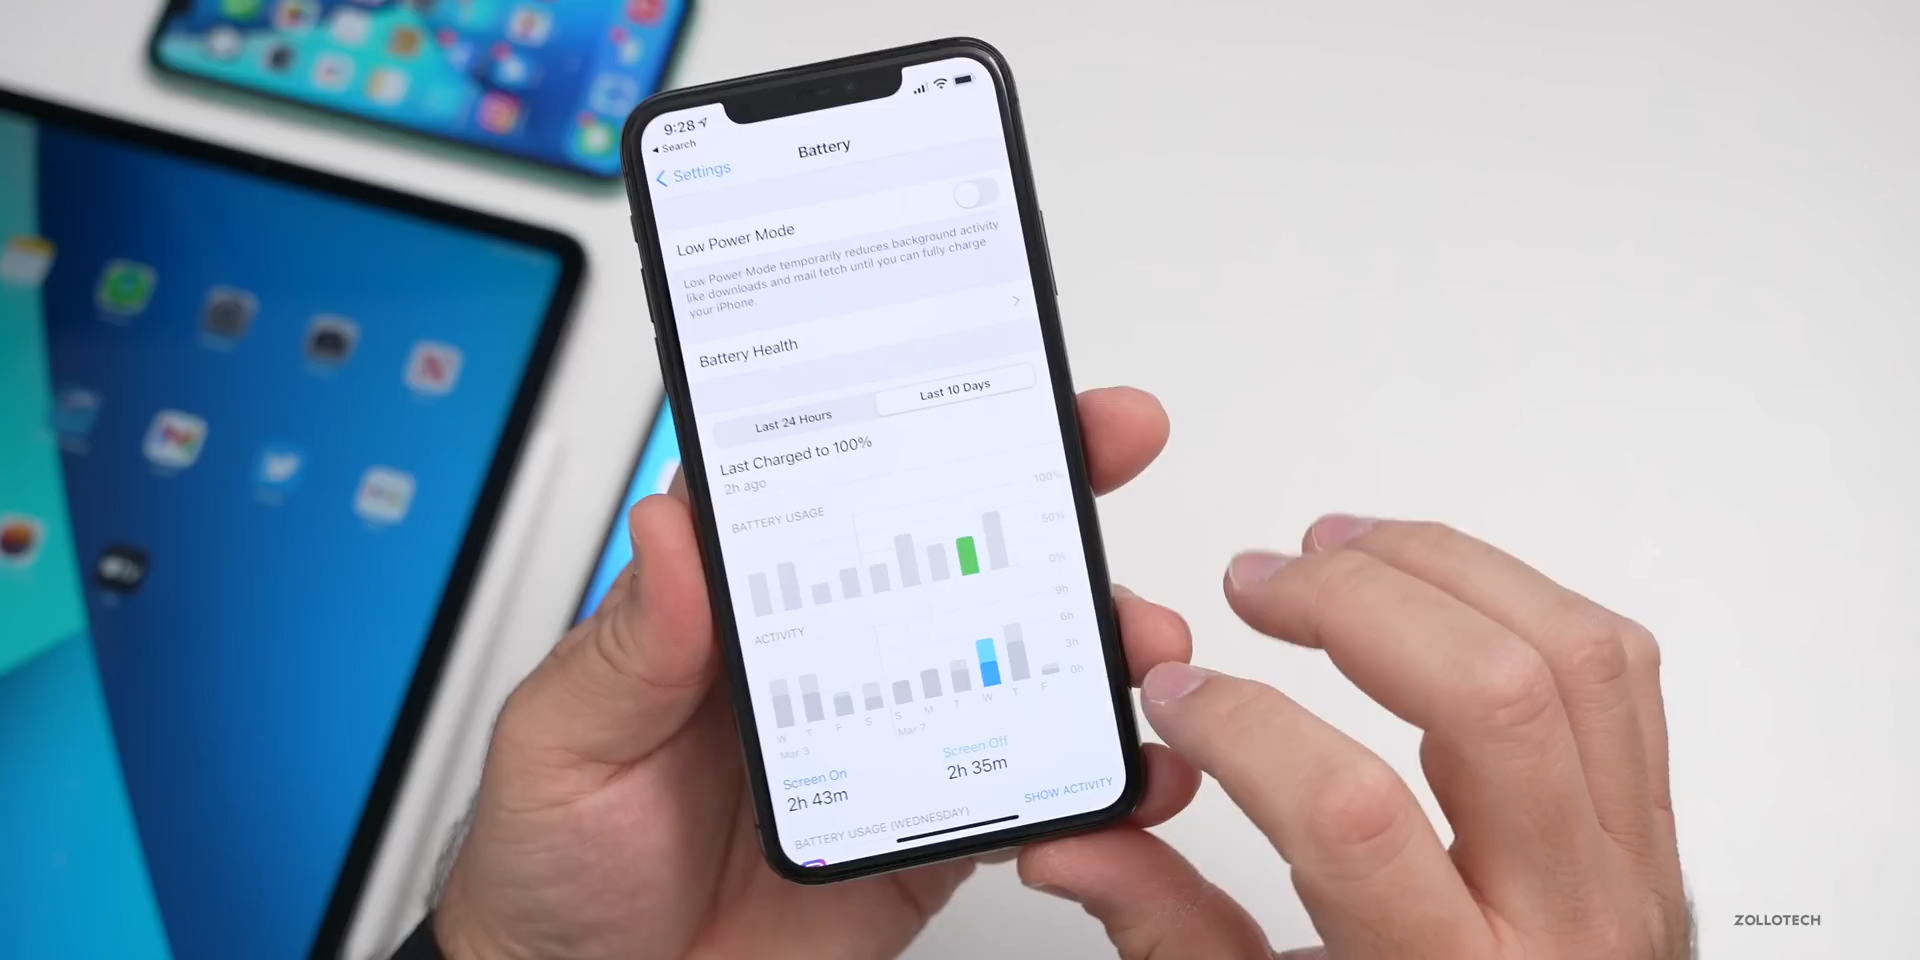 9:28
Search
Settings
Battery
Low Power Mode
Low Power Mode temporarily reduces background activity
like downloads and mail fetch until you can fully charge
your iPhone.
Battery Health
Last 24 Hours
Last 10 Days
Last Charged to 100%
2h ago
BATTERY USAGE
100%
50%
0%
ACTIVITY
9h
6h
3h
0h
W T F S S M T W T F
Mar 3
Mar 7
Screen On
2h 43m
Screen Off
2h 35m
BATTERY USAGE (WEDNESDAY)
SHOW ACTIVITY
ZOLLOTECH